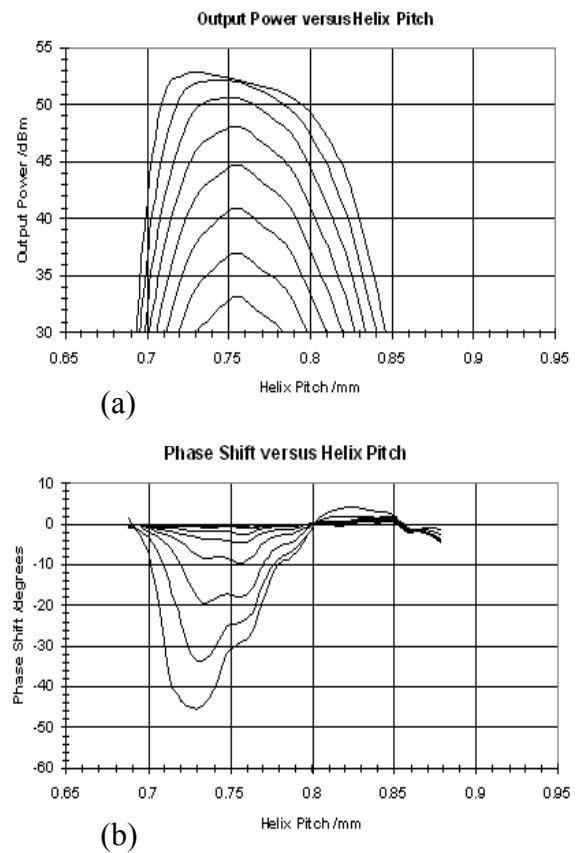 Output Power versus Helix Pitch
55
50
45
40
35
30
Output Power /dBm
0.65 0.7 0.75 0.8 0.85 0.9 0.95
Helix Pitch /mm
(a)
Phase Shift versus Helix Pitch
10
0
-10
-20
-30
-40
-50
-60
Phase Shift /degrees
0.65 0.7 0.75 0.8 0.85 0.9 0.95
Helix Pitch /mm
(b)